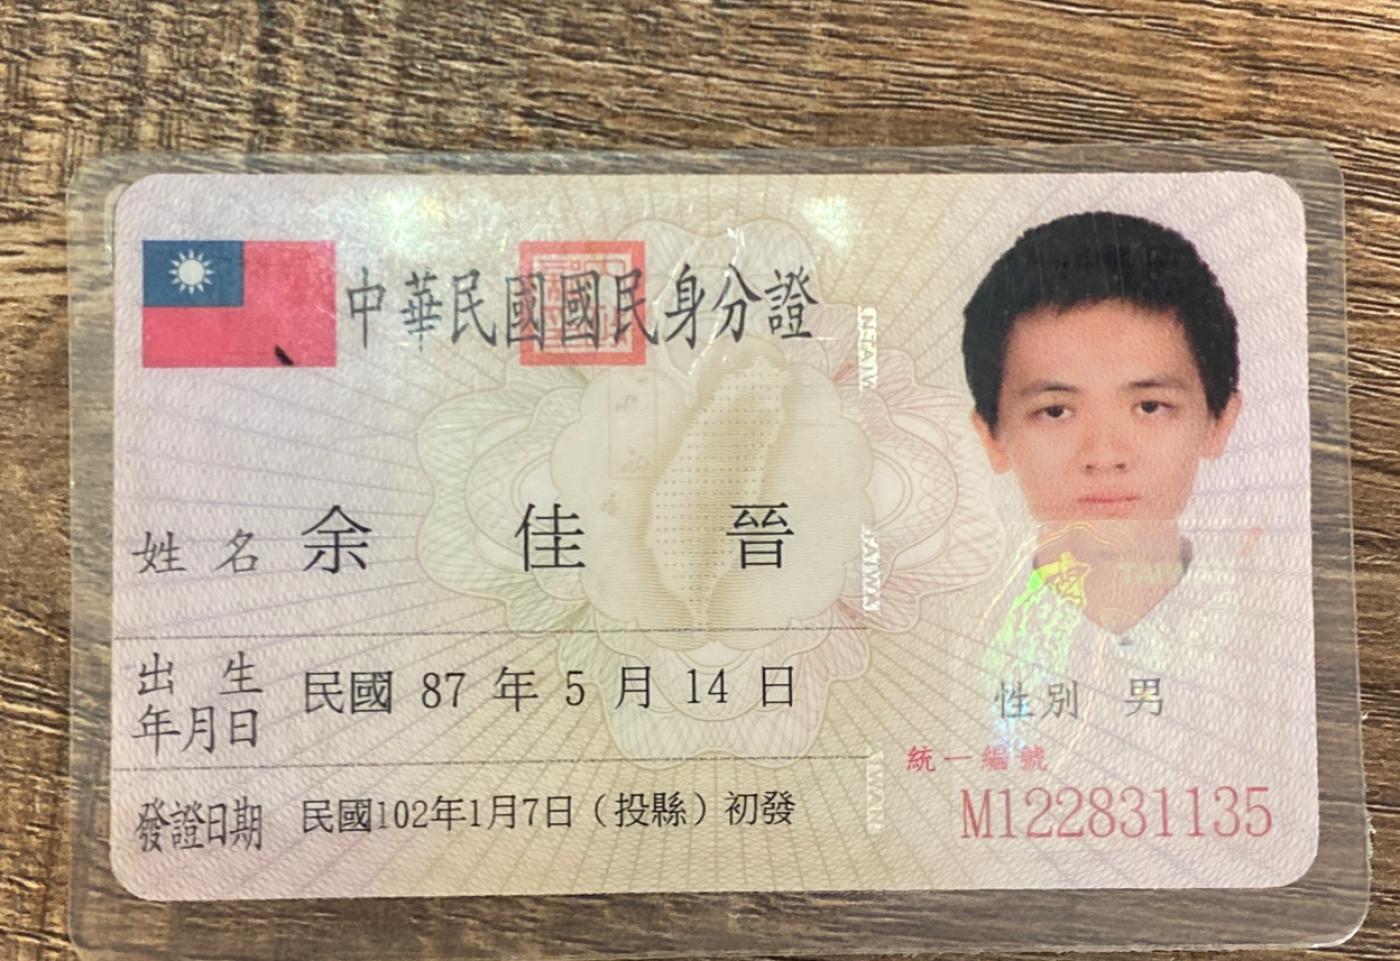 中華民國國民身分證
姓名 余佳晉
出生年月日 民國 87 年 5 月 14 日
性別 男
統一編號
M122831135
發證日期 民國102年1月7日（投縣）初發
TAIWAN